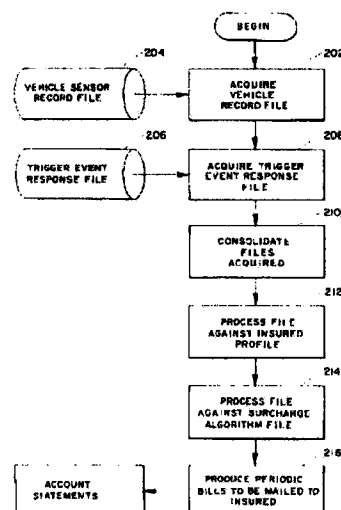 BEGIN
204
202
VEHICLE SENSOR
RECORD FILE
ACQUIRE
VEHICLE
RECORD FILE
206
208
TRIGGER EVENT
RESPONSE FILE
ACQUIRE TRIGGER
EVENT RESPONSE
FILE
210
CONSOLIDATE
FILES
ACQUIRED
212
PROCESS FILE
AGAINST INSURED
PROFILE
214
PROCESS FILE
AGAINST SURCHANGE
ALGORITHM FILE
216
ACCOUNT
STATEMENTS
PRODUCE PERIODIC
BILLS TO BE MAILED TO
INSURED